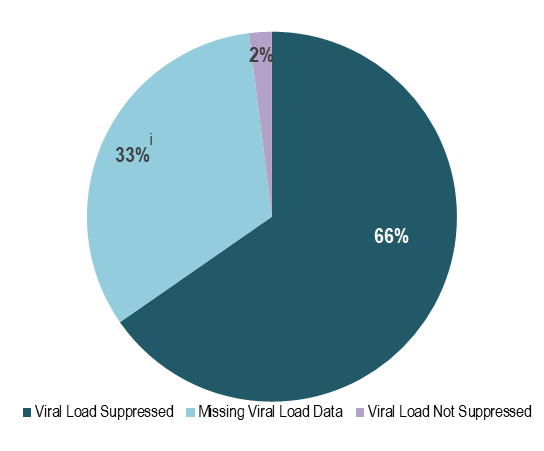 2%
33%i
66%
Viral Load Suppressed Missing Viral Load Data Viral Load Not Suppressed